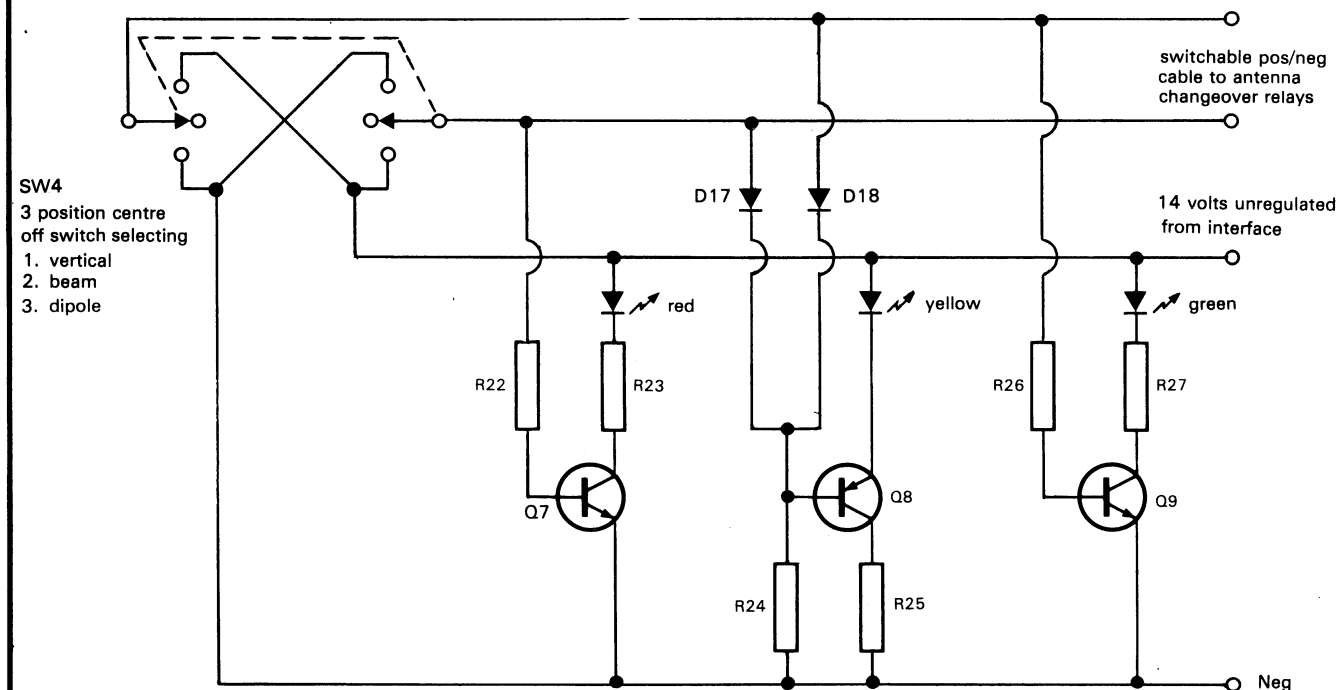 switchable pos/neg
cable to antenna
changeover relays
SW4
3 position centre
off switch selecting
1. vertical
2. beam
3. dipole
D17
D18
14 volts unregulated
from interface
red
yellow
green
R22
R23
R26
R27
Q7
Q8
Q9
R24
R25
Neg